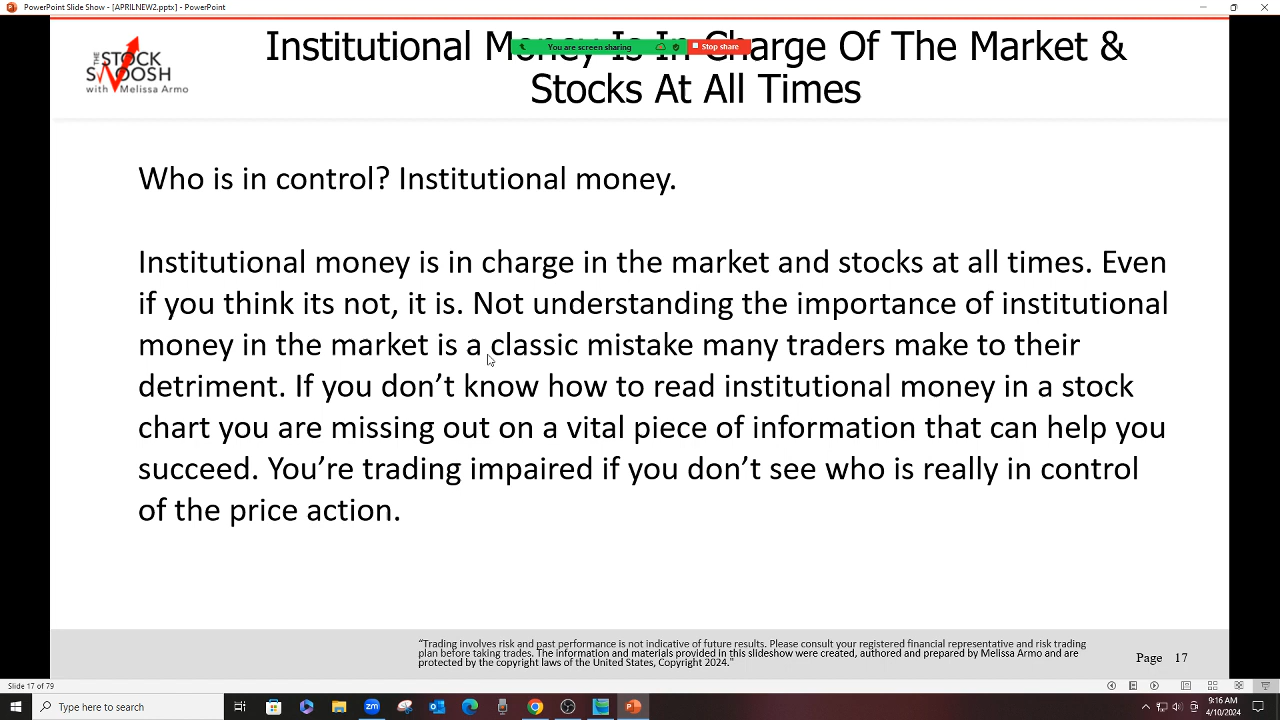 PowerPoint Slide Show - [APRILNEW2.pptx] - PowerPoint
THE
STOCK
SWOOSH
with Melissa Armo
Institutional Money Is In Charge Of The Market &
Stocks At All Times
You are screen sharing
Stop share
Who is in control? Institutional money.
Institutional money is in charge in the market and stocks at all times. Even
if you think its not, it is. Not understanding the importance of institutional
money in the market is a classic mistake many traders make to their
detriment. If you don’t know how to read institutional money in a stock
chart you are missing out on a vital piece of information that can help you
succeed. You’re trading impaired if you don’t see who is really in control
of the price action.
“Trading involves risk and past performance is not indicative of future results. Please consult your registered financial representative and risk trading
plan before taking trades. The information and materials provided in this slideshow were created, authored and prepared by Melissa Armo and are
protected by the copyright laws of the United States, Copyright 2024.”
Page 17
Slide 17 of 79
Type here to search
9:16 AM
4/10/2024